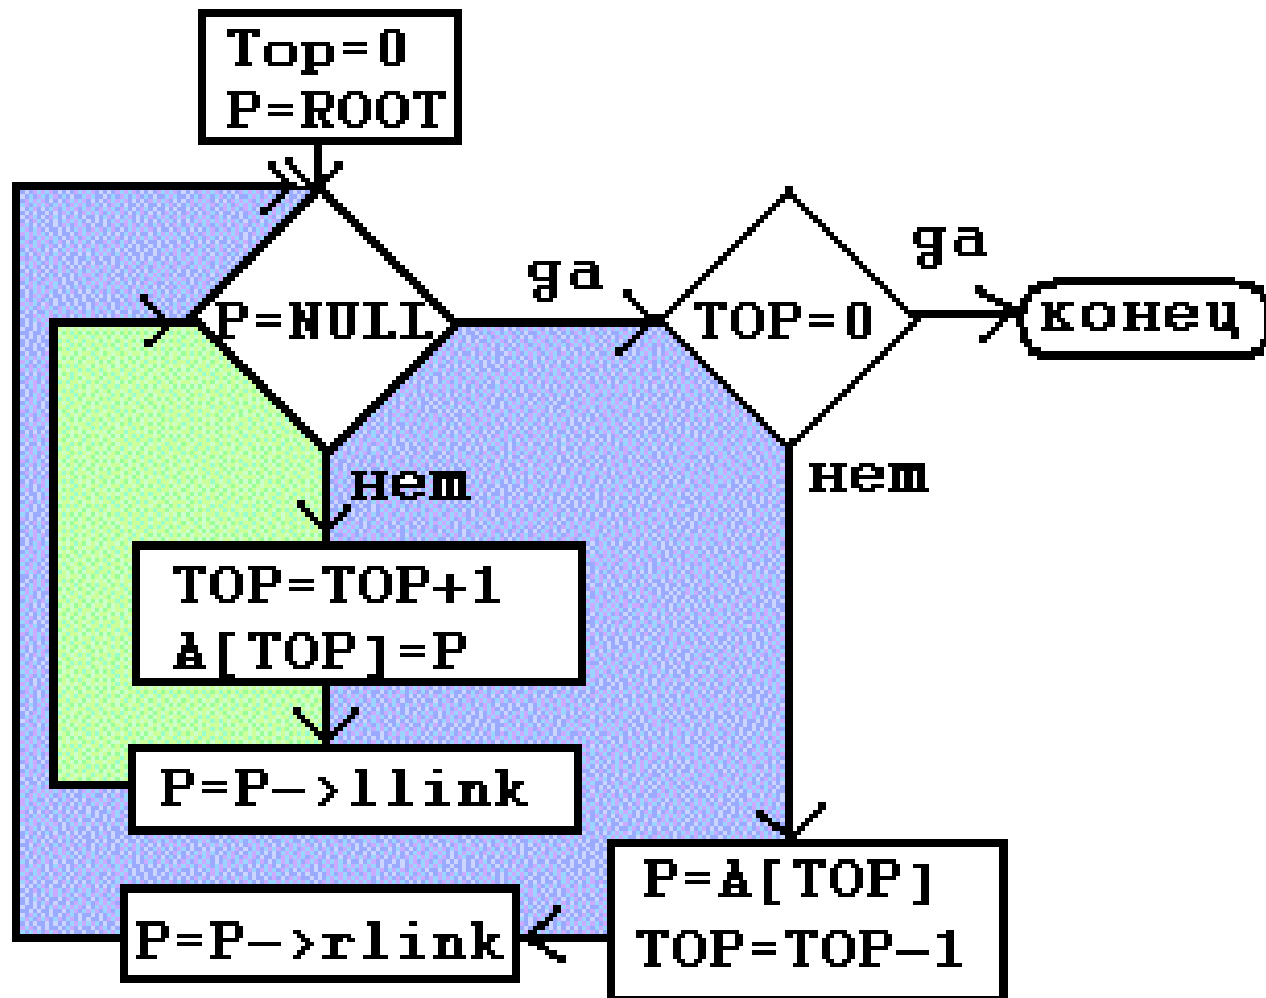 Top=0
P=ROOT
P=NULL
да
TOP=0
да
конец
нет
нет
TOP=TOP+1
A[TOP]=P
P=P->llink
P=A[TOP]
TOP=TOP-1
P=P->rlink